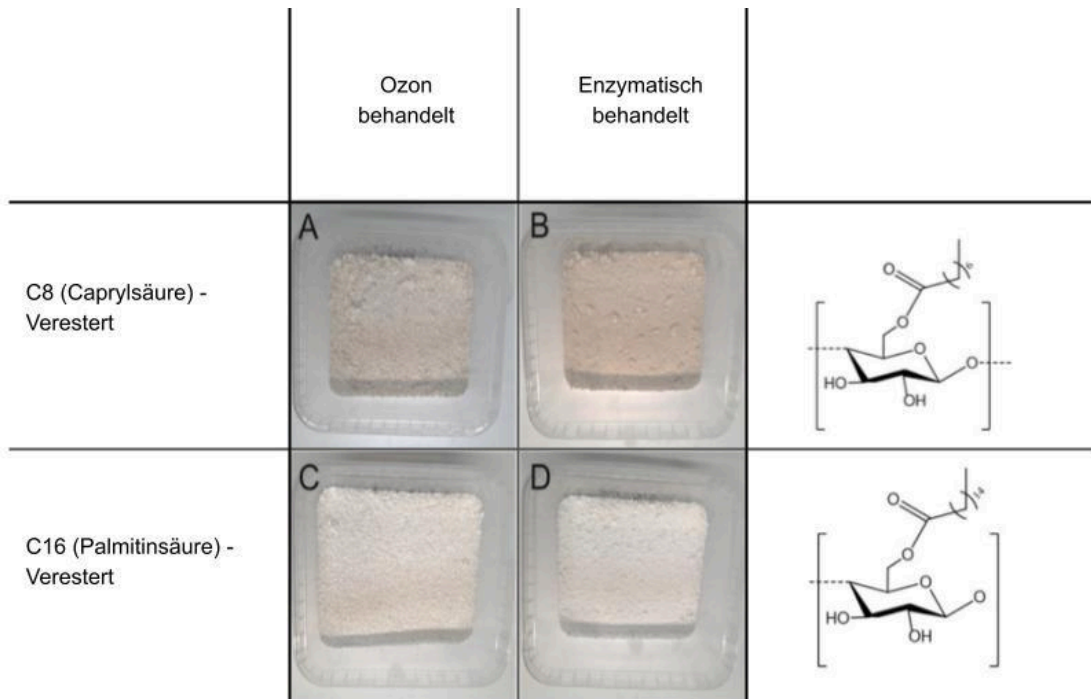 Ozon
behandelt
Enzymatisch
behandelt
C8 (Caprylsäure) -
Verestert
A
B
O
6
O
O
O
HO
OH
C16 (Palmitinsäure) -
Verestert
C
D
O
14
O
O
O
HO
OH